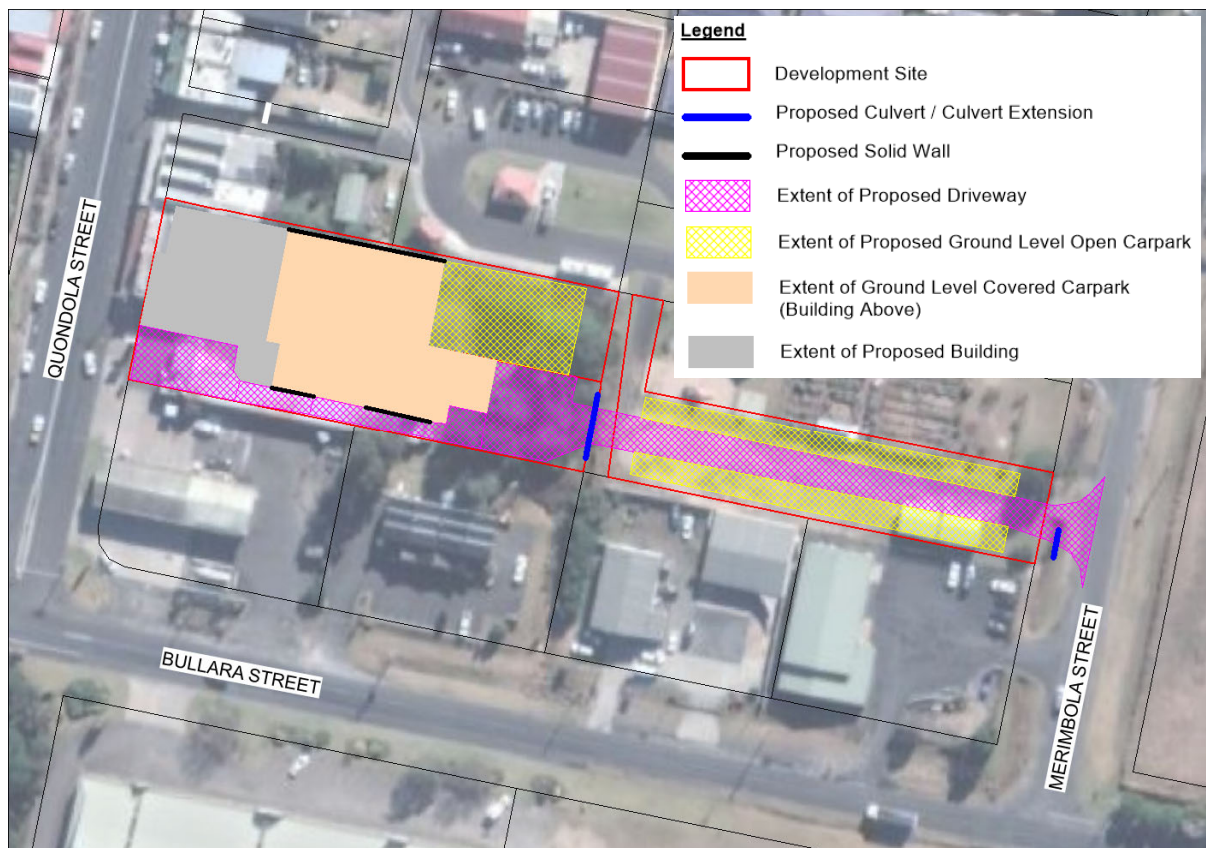 Legend
Development Site
Proposed Culvert / Culvert Extension
Proposed Solid Wall
Extent of Proposed Driveway
Extent of Proposed Ground Level Open Carpark
Extent of Ground Level Covered Carpark
(Building Above)
Extent of Proposed Building
QUONDOLA STREET
BULLARA STREET
MERIMBOLA STREET